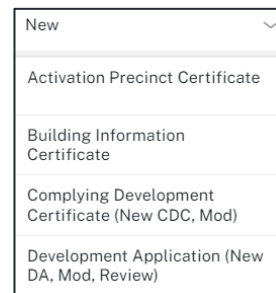 New
Activation Precinct Certificate
Building Information
Certificate
Complying Development
Certificate (New CDC, Mod)
Development Application (New
DA, Mod, Review)